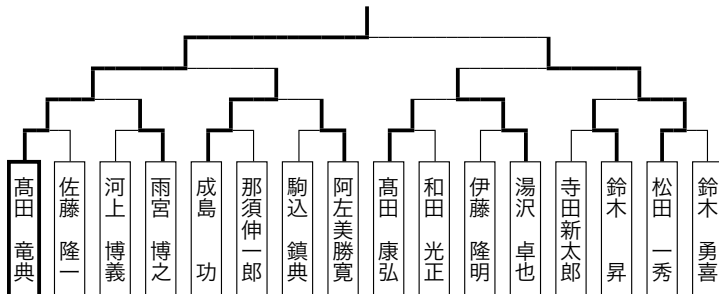 髙田 竜典
佐藤 隆一
河上 博義
雨宮 博之
成島 功
那須伸一郎
駒込 鎮典
阿左美勝寛
髙田 康弘
和田 光正
伊藤 隆明
湯沢 卓也
寺田新太郎
鈴木 昇
松田 一秀
鈴木 勇喜